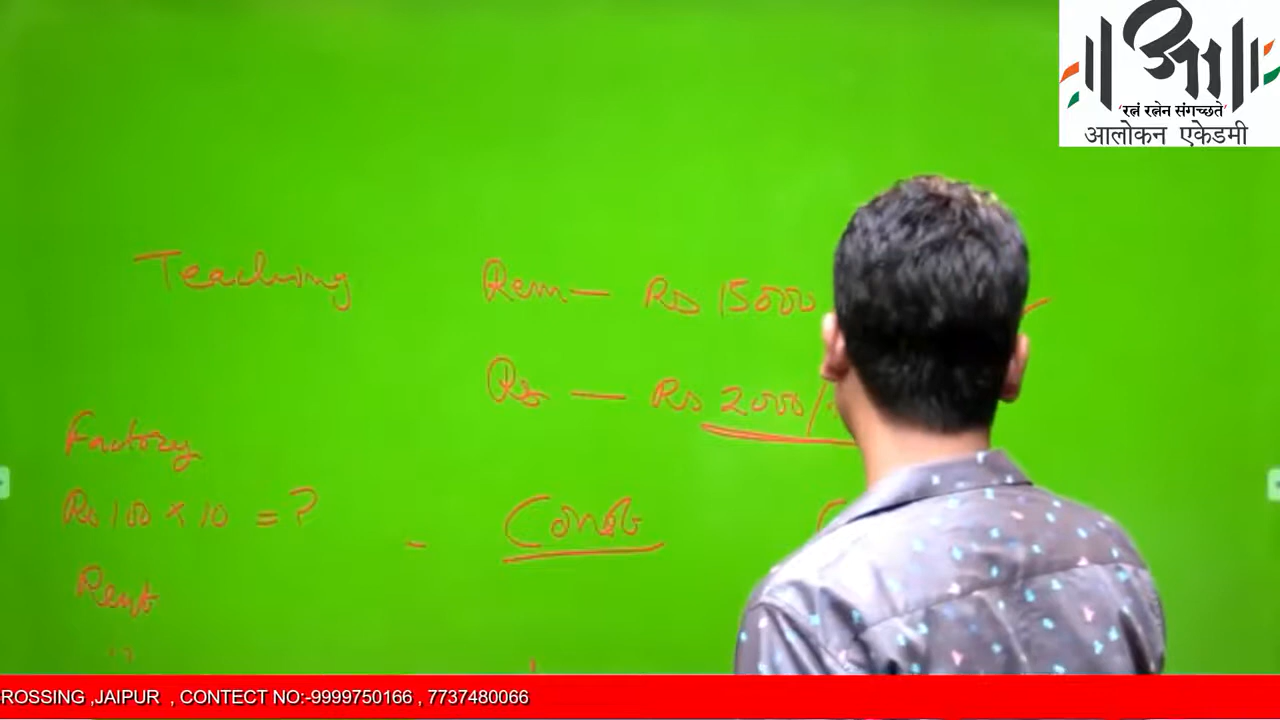 'रत्नं रत्नेन संगच्छते'
आलोकन एकेडमी
Teaching
Rem — Rs 15000
Rs — Rs 2000/
Factory
Rs 100 × 10 = ?
- Const
Rent
ROSSING ,JAIPUR , CONTECT NO:-9999750166 , 7737480066